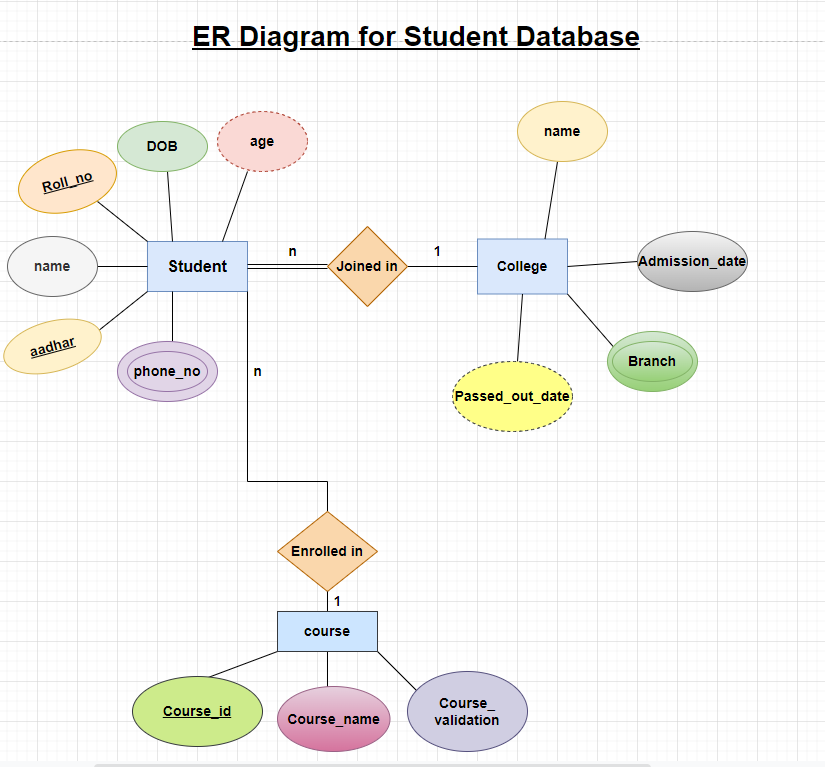 ER Diagram for Student Database
name
DOB
age
Roll_no
n
1
name
Student
Joined in
College
Admission_date
aadhar
phone_no
n
Branch
Passed_out_date
Enrolled in
1
course
Course_id
Course_name
Course_
validation